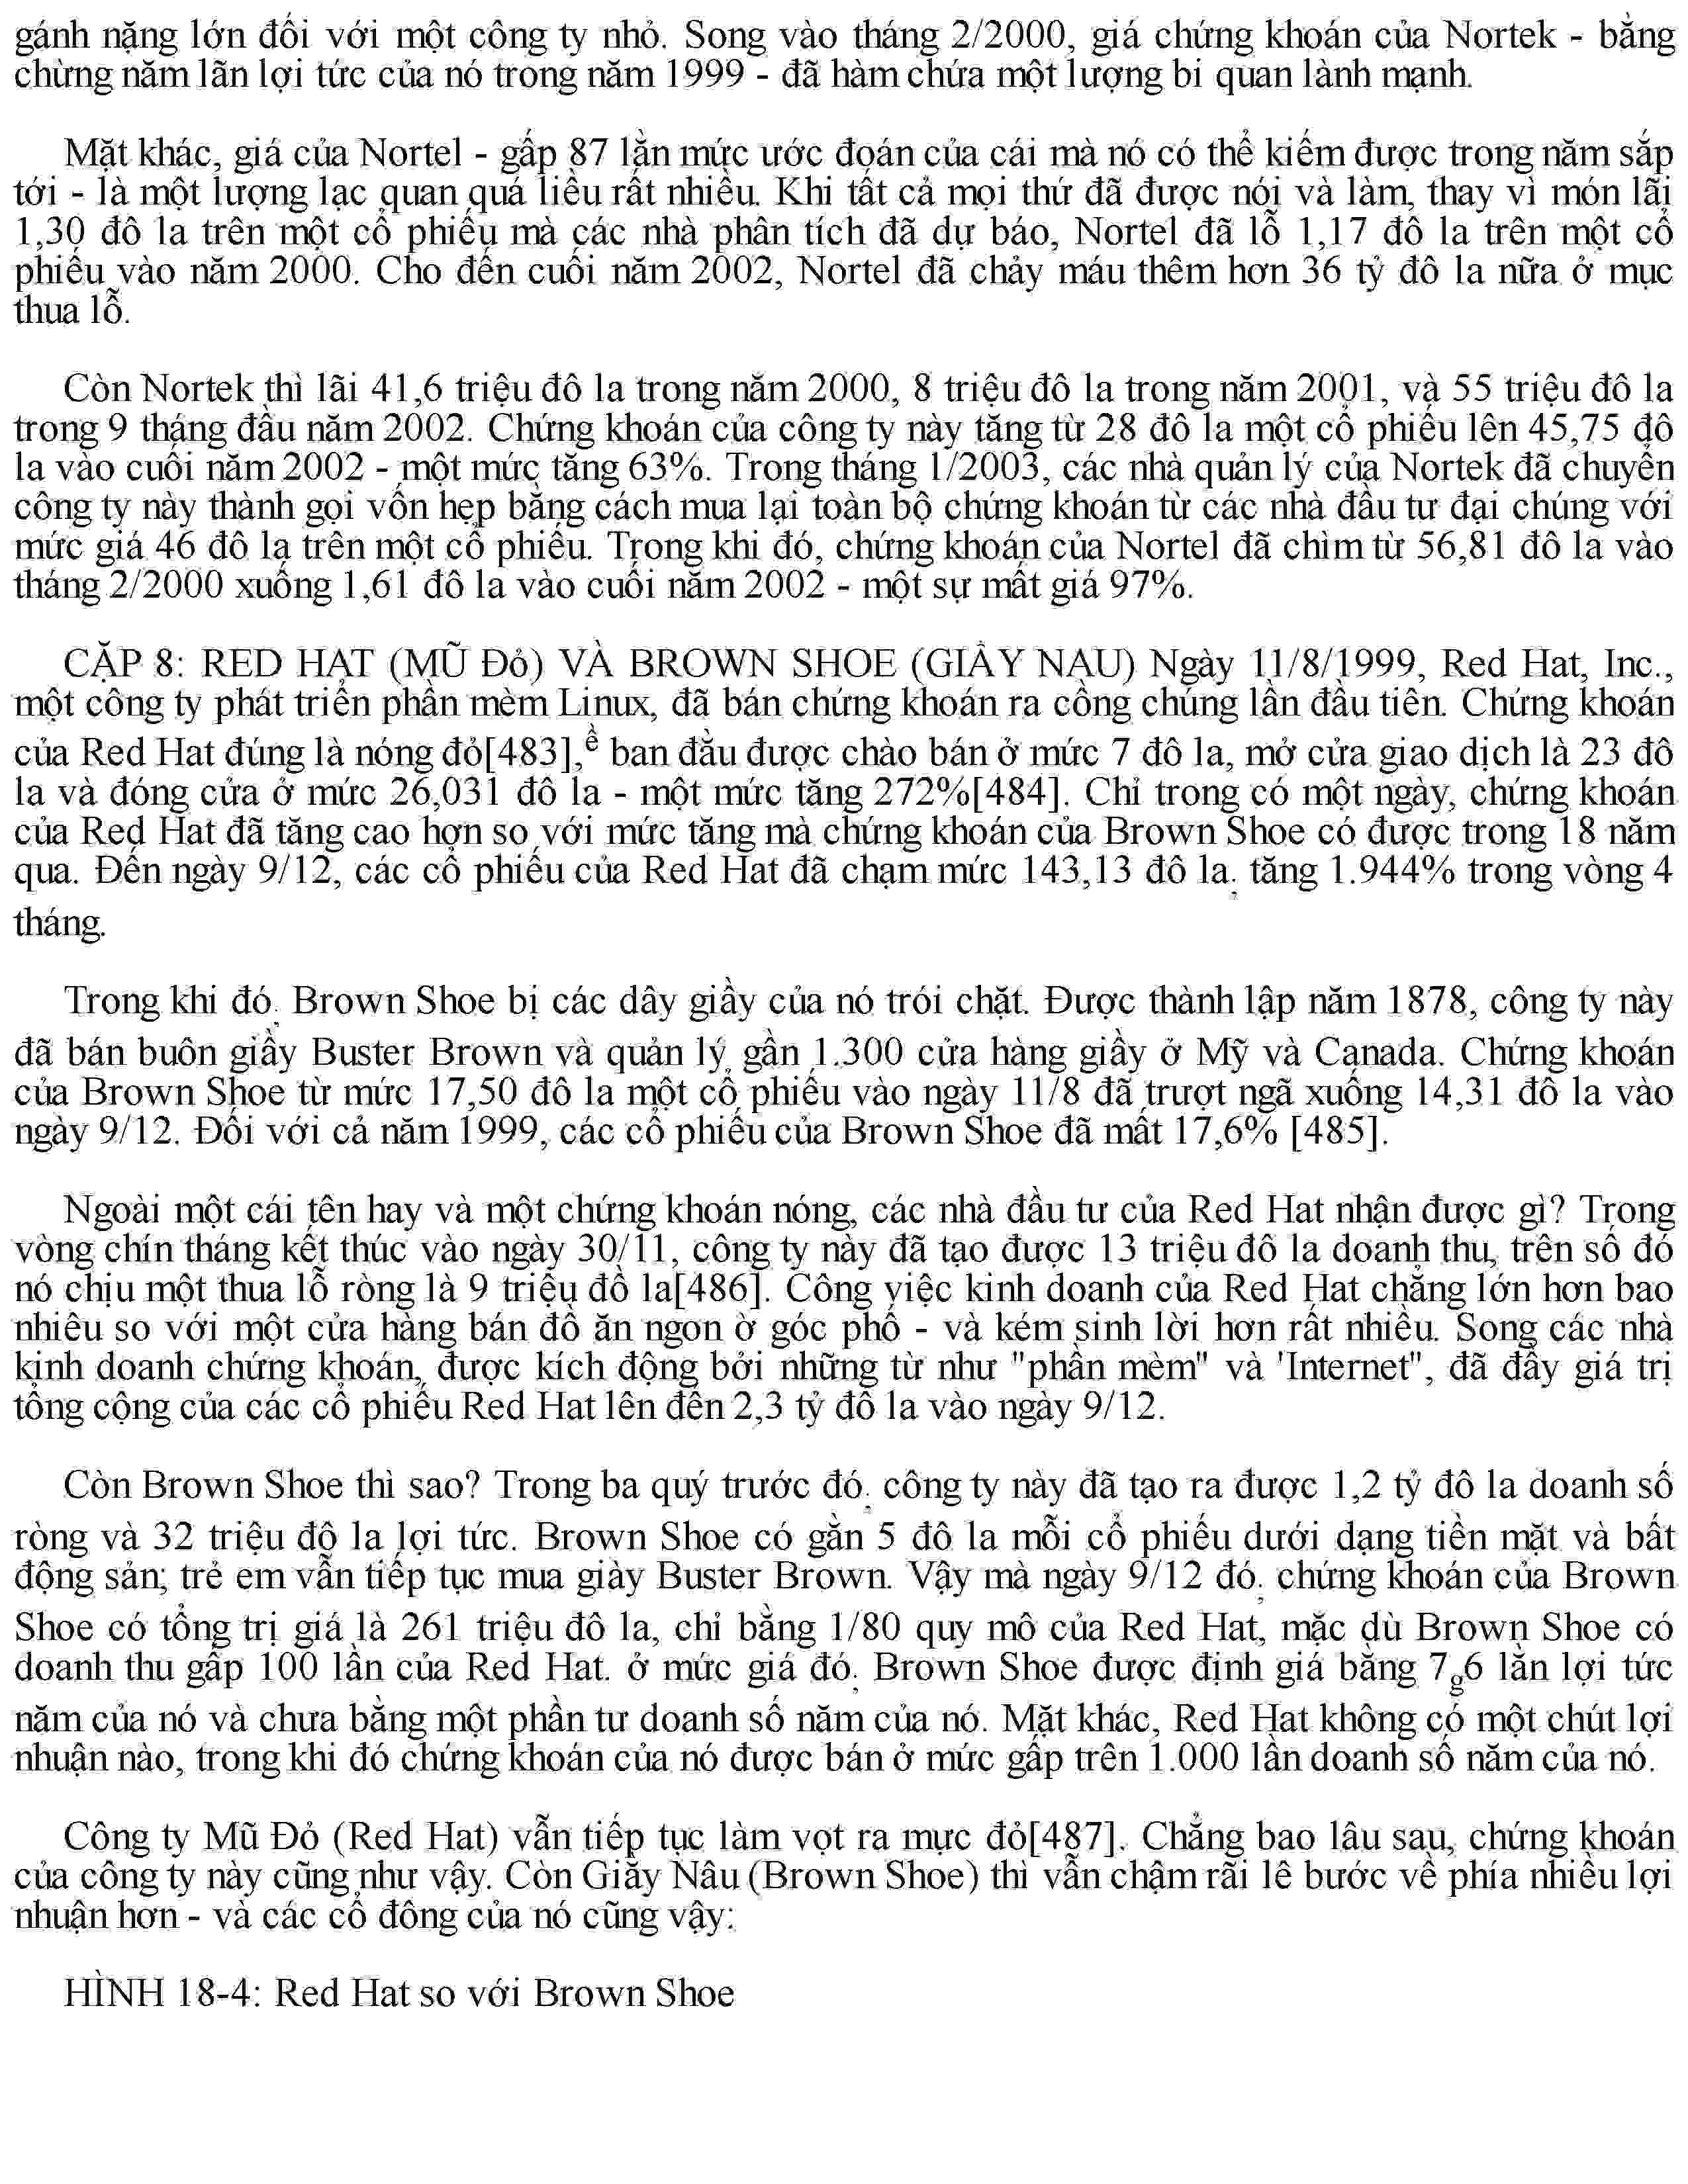 gánh nặng lớn đối với một công ty nhỏ. Song vào tháng 2/2000, giá chứng khoán của Nortek - bằng
chừng năm lãn lợi tức của nó trong năm 1999 - đã hàm chứa một lượng bi quan lành mạnh.
Mặt khác, giá của Nortel - gấp 87 lần mức ước đoán của cái mà nó có thể kiếm được trong năm sắp
tới - là một lượng lạc quan quá liều rất nhiều. Khi tất cả mọi thứ đã được nói và làm, thay vì món lãi
1,30 đô la trên một cổ phiếu mà các nhà phân tích đã dự báo, Nortel đã lỗ 1,17 đô la trên một cổ
phiếu vào năm 2000. Cho đến cuối năm 2002, Nortel đã chảy máu thêm hơn 36 tỷ đô la nữa ở mục
thua lỗ.
Còn Nortek thì lãi 41,6 triệu đô la trong năm 2000, 8 triệu đô la trong năm 2001, và 55 triệu đô la
trong 9 tháng đầu năm 2002. Chứng khoán của công ty này tăng từ 28 đô la một cổ phiếu lên 45,75 đô
la vào cuối năm 2002 - một mức tăng 63%. Trong tháng 1/2003, các nhà quản lý của Nortek đã chuyển
công ty này thành gọi vốn hẹp bằng cách mua lại toàn bộ chứng khoán từ các nhà đầu tư đại chúng với
mức giá 46 đô la trên một cổ phiếu. Trong khi đó, chứng khoán của Nortel đã chìm từ 56,81 đô la vào
tháng 2/2000 xuống 1,61 đô la vào cuối năm 2002 - một sự mất giá 97%.
CẶP 8: RED HẠT (MŨ Đỏ) VÀ BROWN SHOE (GIẦY NAU) Ngày 11/8/1999, Red Hat, Inc.,
một công ty phát triển phần mềm Linux, đã bán chứng khoán ra cồng chúng lần đầu tiên. Chứng khoán
của Red Hat đúng là nóng đỏ[483],ề ban đầu được chào bán ở mức 7 đô la, mở cửa giao dịch là 23 đô
la và đóng cửa ở mức 26,031 đô la - một mức tăng 272%[484]. Chỉ trong có một ngày, chứng khoán
của Red Hat đã tăng cao hơn so với mức tăng mà chứng khoán của Brown Shoe có được trong 18 năm
qua. Đến ngày 9/12, các cổ phiếu của Red Hat đã chạm mức 143,13 đô la, tăng 1.944% trong vòng 4
tháng.
Trong khi đó, Brown Shoe bị các dây giầy của nó trói chặt. Được thành lập năm 1878, công ty này
đã bán buôn giầy Buster Brown và quản lý gần 1.300 cửa hàng giầy ở Mỹ và Canada. Chứng khoán
của Brown Shoe từ mức 17,50 đô la một cổ phiếu vào ngày 11/8 đã trượt ngã xuống 14,31 đô la vào
ngày 9/12. Đối với cả năm 1999, các cổ phiếu của Brown Shoe đã mất 17,6% [485].
Ngoài một cái tên hay và một chứng khoán nóng, các nhà đầu tư của Red Hat nhận được gì? Trong
vòng chín tháng kết thúc vào ngày 30/11, công ty này đã tạo được 13 triệu đô la doanh thu, trên số đó
nó chịu một thua lỗ ròng là 9 triệu đồ la[486]. Công việc kinh doanh của Red Hat chẳng lớn hơn bao
nhiêu so với một cửa hàng bán đồ ăn ngon ờ góc phố - và kém sinh lời hơn rất nhiều. Song các nhà
kinh doanh chứng khoán, được kích động bởi những từ như "phần mềm" và 'Internet", đã đẩy giá trị
tổng cộng của các cổ phiếu Red Hat lên đến 2,3 tỷ đô la vào ngày 9/12.
Còn Brown Shoe thì sao? Trong ba quý trước đó, công ty này đã tạo ra được 1,2 tỷ đô la doanh số
ròng và 32 triệu đô la lợi tức. Brown Shoe có gần 5 đô la mỗi cổ phiếu dưới dạng tiền mặt và bất
động sản; trẻ em vẫn tiếp tục mua giày Buster Brown. Vậy mà ngày 9/12 đó, chứng khoán của Brown
Shoe có tổng trị giá là 261 triệu đô la, chỉ bằng 1/80 quy mô của Red Hat, mặc dù Brown Shoe có
doanh thu gấp 100 lần của Red Hat. ở mức giá đó, Brown Shoe được định giá bằng 7g6 lần lợi tức
năm của nó và chưa bằng một phần tư doanh số năm của nó. Mặt khác, Red Hat không có một chút lợi
nhuận nào, trong khi đó chứng khoán của nó được bán ở mức gấp trên 1.000 lần doanh số năm của nó.
Công ty Mũ Đỏ (Red Hat) vẫn tiếp tục làm vọt ra mực đỏ[487]. Chẳng bao lâu sau, chứng khoán
của công ty này cũng như vậy. Còn Giầy Nâu (Brown Shoe) thì vẫn chậm rãi lê bước về phía nhiều lợi
nhuận hơn - và các cổ đông của nó cũng vậy:
HÌNH 18-4: Red Hat so với Brown Shoe